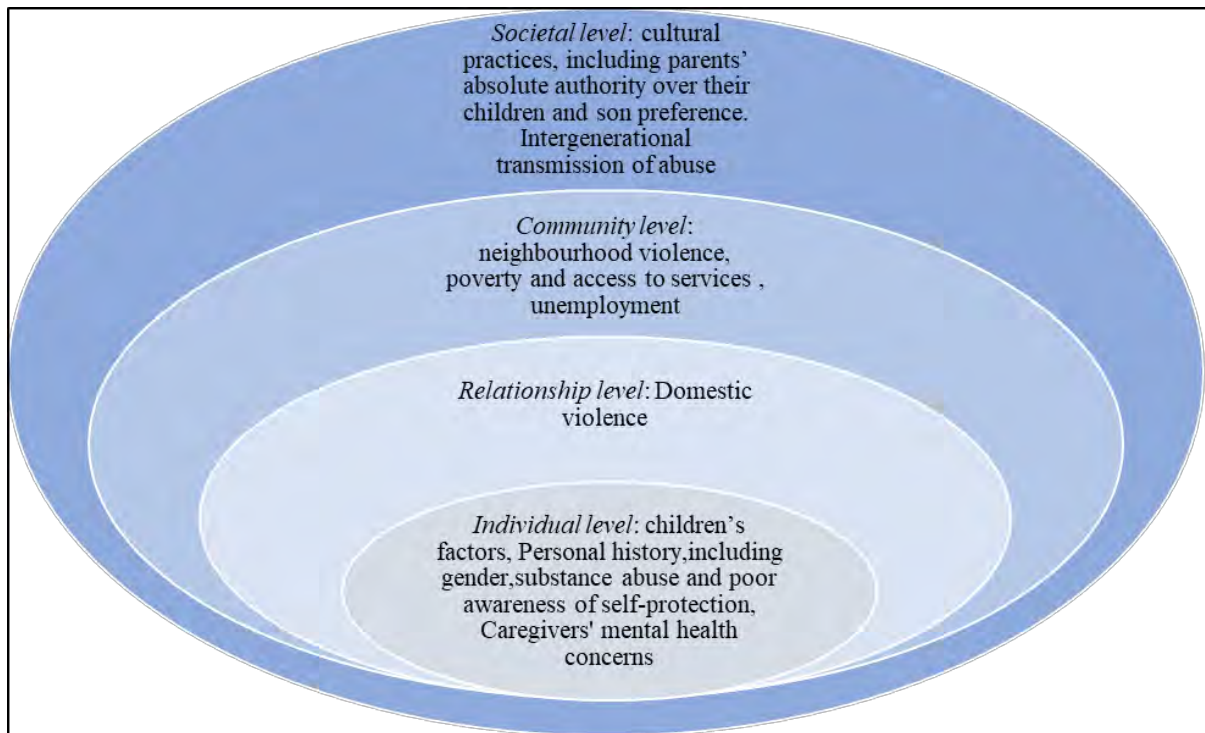 Societal level: cultural
practices, including parents’
absolute authority over their
children and son preference.
Intergenerational
transmission of abuse
Community level:
neighbourhood violence,
poverty and access to services ,
unemployment
Relationship level: Domestic
violence
Individual level: children’s
factors, Personal history,including
gender,substance abuse and poor
awareness of self-protection,
Caregivers' mental health
concerns